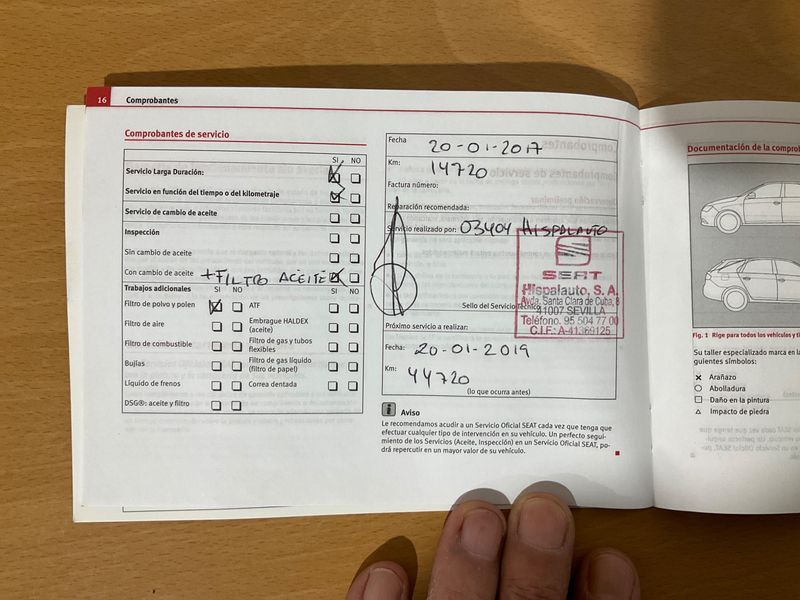 16 Comprobantes
Comprobantes de servicio
SI NO
Servicio Larga Duración:
Servicio en función del tiempo o del kilometraje
Servicio de cambio de aceite
Inspección
Sin cambio de aceite
Con cambio de aceite + FILTRO ACEITE
Trabajos adicionales SI NO SI NO
Filtro de polvo y polen ATF
Filtro de aire Embrague HALDEX
(aceite)
Filtro de combustible Filtro de gas y tubos
flexibles
Bujías Filtro de gas líquido
(filtro de papel)
Líquido de frenos Correa dentada
DSG®: aceite y filtro
Fecha 20-01-2017
Km: 14720
Factura número:
Reparación recomendada:
Servicio realizado por: 03404 HISPALAUTO
SEAT
Hispalauto, S. A.
Avda. Santa Clara de Cuba, 8
41007 SEVILLA
Teléfono. 95 504 77 00
C.I.F.: A-41369125
Sello del Servicio Técnico
Próximo servicio a realizar:
Fecha: 20-01-2019
Km: 44720
(lo que ocurra antes)
i Aviso
Le recomendamos acudir a un Servicio Oficial SEAT cada vez que tenga que
efectuar cualquier tipo de intervención en su vehículo. Un perfecto segui-
miento de los Servicios (Aceite, Inspección) en un Servicio Oficial SEAT, po-
drá repercutir en un mayor valor de su vehículo.
Documentación de la comprob
Fig. 1 Rige para todos los vehículos y ti
Su taller especializado marca en la
guientes símbolos:
Arañazo
Abolladura
Daño en la pintura
Impacto de piedra